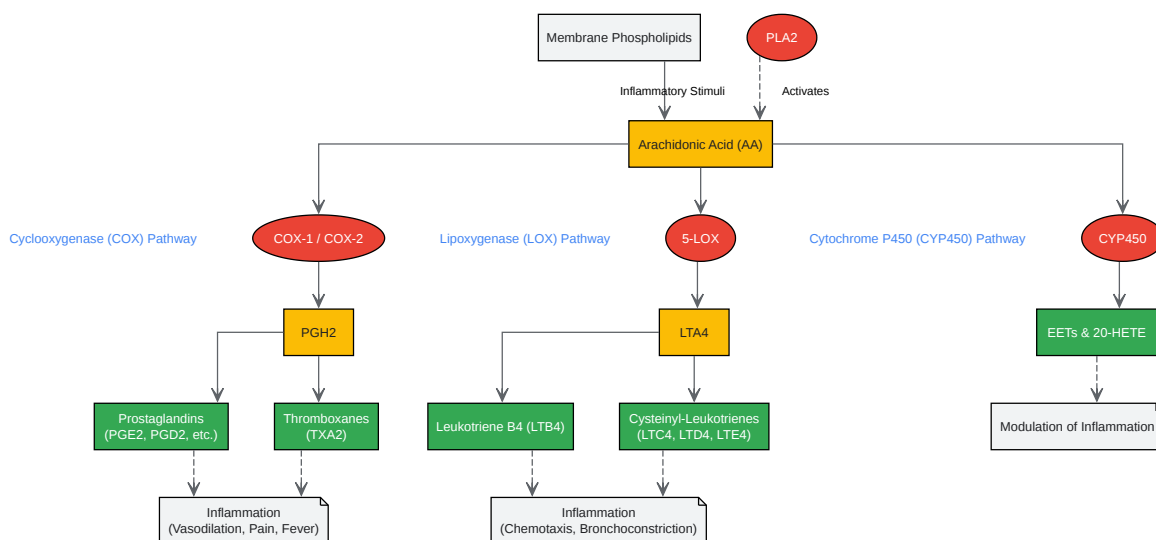 Membrane Phospholipids
PLA2
Inflammatory Stimuli
Activates
Arachidonic Acid (AA)
Cyclooxygenase (COX) Pathway
COX-1 / COX-2
Lipoxygenase (LOX) Pathway
5-LOX
Cytochrome P450 (CYP450) Pathway
CYP450
PGH2
LTA4
EETs & 20-HETE
Prostaglandins
(PGE2, PGD2, etc.)
Thromboxanes
(TXA2)
Leukotriene B4 (LTB4)
Cysteinyl-Leukotrienes
(LTC4, LTD4, LTE4)
Modulation of Inflammation
Inflammation
(Vasodilation, Pain, Fever)
Inflammation
(Chemotaxis, Bronchoconstriction)